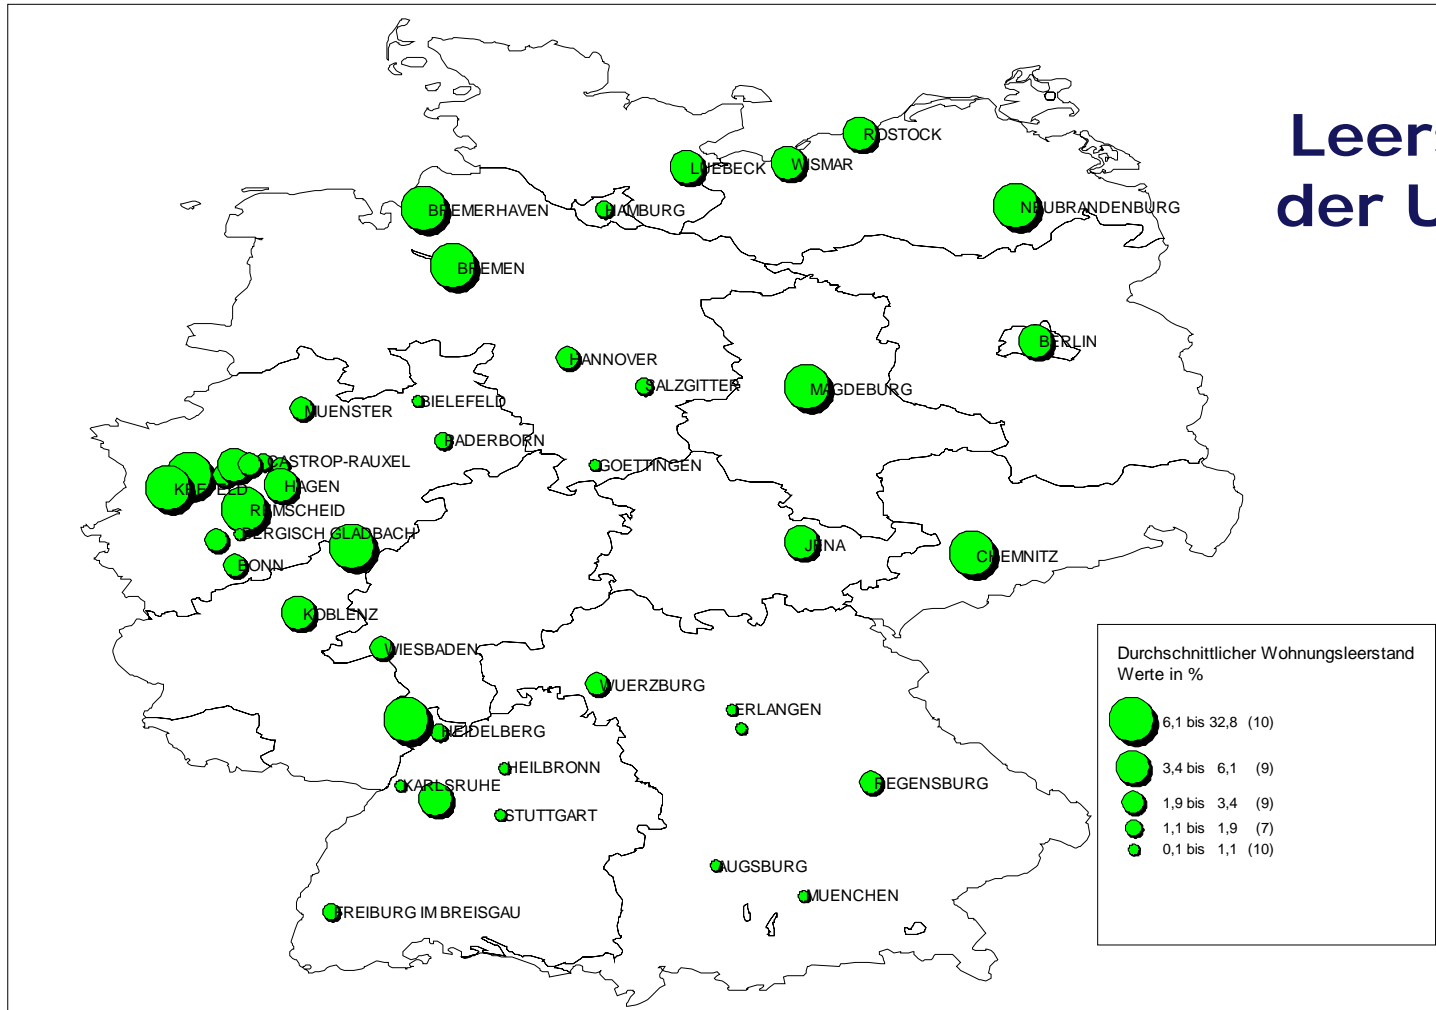 Leers
der U
ROSTOCK
LUEBECK
WISMAR
BREMERHAVEN
HAMBURG
NEUBRANDENBURG
BREMEN
BERLIN
HANNOVER
SALZGITTER
MAGDEBURG
BIELEFELD
MUENSTER
PADERBORN
CASTROP-RAUXEL
GOETTINGEN
KREFELD
HAGEN
REMSCHEID
BERGISCH GLADBACH
JENA
CHEMNITZ
BONN
KOBLENZ
WIESBADEN
WUERZBURG
ERLANGEN
HEIDELBERG
HEILBRONN
KARLSRUHE
REGENSBURG
STUTTGART
AUGSBURG
MUENCHEN
FREIBURG IM BREISGAU
Durchschnittlicher Wohnungsleerstand
Werte in %
6,1 bis 32,8 (10)
3,4 bis 6,1 (9)
1,9 bis 3,4 (9)
1,1 bis 1,9 (7)
0,1 bis 1,1 (10)